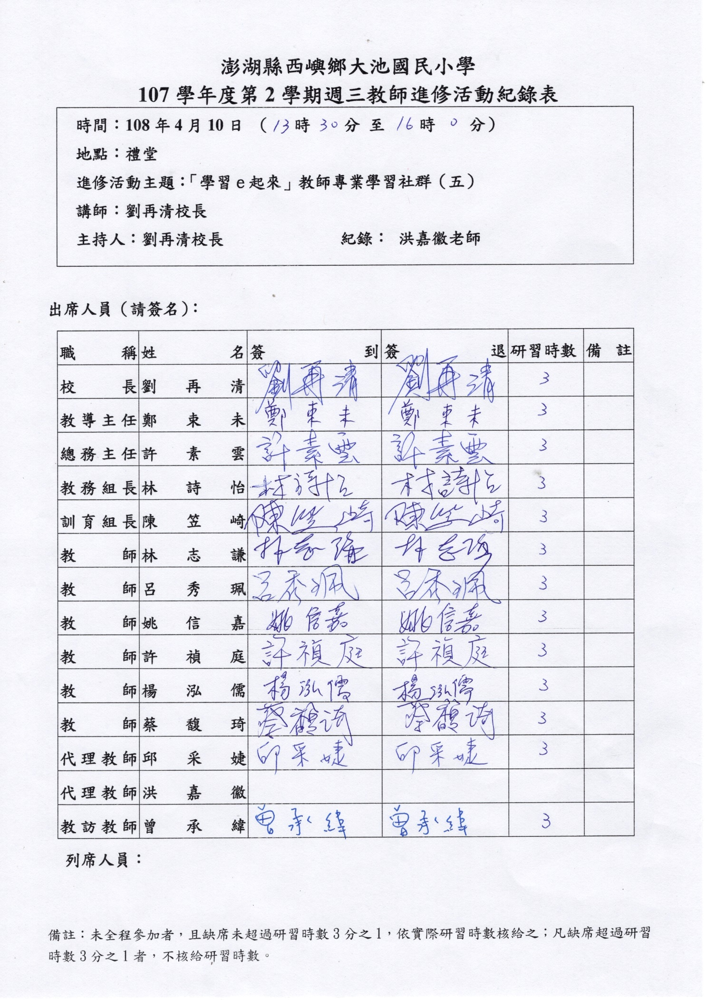 澎湖縣西嶼鄉大池國民小學
107 學年度第 2 學期週三教師進修活動紀錄表
時間：108 年 4 月 10 日 （13 時 30 分 至 16 時 0 分）
地點：禮堂
進修活動主題：「學習 e 起來」教師專業學習社群（五）
講師：劉再清校長
主持人：劉再清校長 紀錄： 洪嘉徽老師
出席人員（請簽名）：
職稱 姓名 簽到 簽退 研習時數 備註
校長 劉再清 劉再清 劉再清 3
教導主任 鄭束未 鄭束未 鄭束未 3
總務主任 許素雲 許素雲 許素雲 3
教務組長 林詩怡 林詩怡 林詩怡 3
訓育組長 陳笠崎 陳笠崎 陳笠崎 3
教師 林志謙 林志謙 林志謙 3
教師 呂秀珮 呂秀珮 呂秀珮 3
教師 姚信嘉 姚信嘉 姚信嘉 3
教師 許禎庭 許禎庭 許禎庭 3
教師 楊泓儒 楊泓儒 楊泓儒 3
教師 蔡馥琦 蔡馥琦 蔡馥琦 3
代理教師 邱采婕 邱采婕 邱采婕 3
代理教師 洪嘉徽
教訪教師 曾承緯 曾承緯 曾承緯 3
列席人員：
備註：未全程參加者，且缺席未超過研習時數 3 分之 1，依實際研習時數核給之；凡缺席超過研習
時數 3 分之 1 者，不核給研習時數。